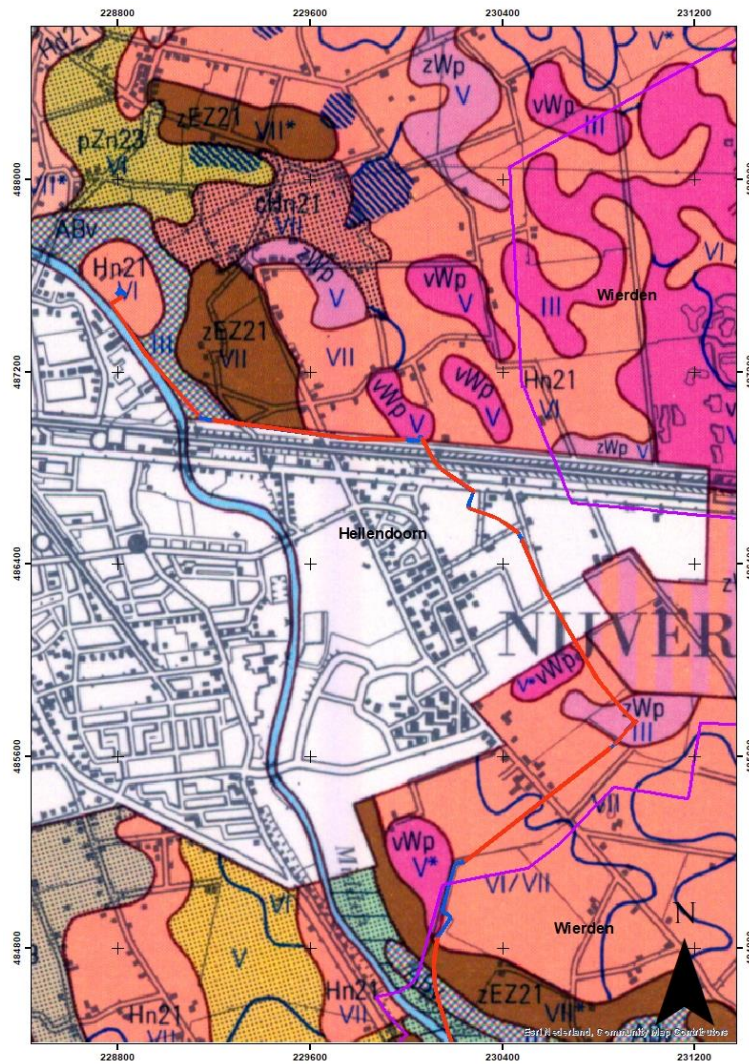 228800 229600 230400 231200
Hd21
zWp
V
V*
vWp
III
zEZ21
VII*
pZn23
VI
488000
VII*
cHn21
VII
ABv
Hn21
VI
zWp
V
vWp
V
III
Wierden
VI
zEZ21
VII
VII
III
487200
vWp
V
vWp
V
Hn21
VI
zWp V
Hellendoorn
486400 486400
NIJVER
V* vWp
zWp
III
485600 485600
VII
vWp
V*
VI/VII
Wierden
N
VI
V
484800
zEZ21
VII*
Hn21
VII
Hn21
VII
Esri Nederland, Community Map Contributors
228800 229600 230400 231200